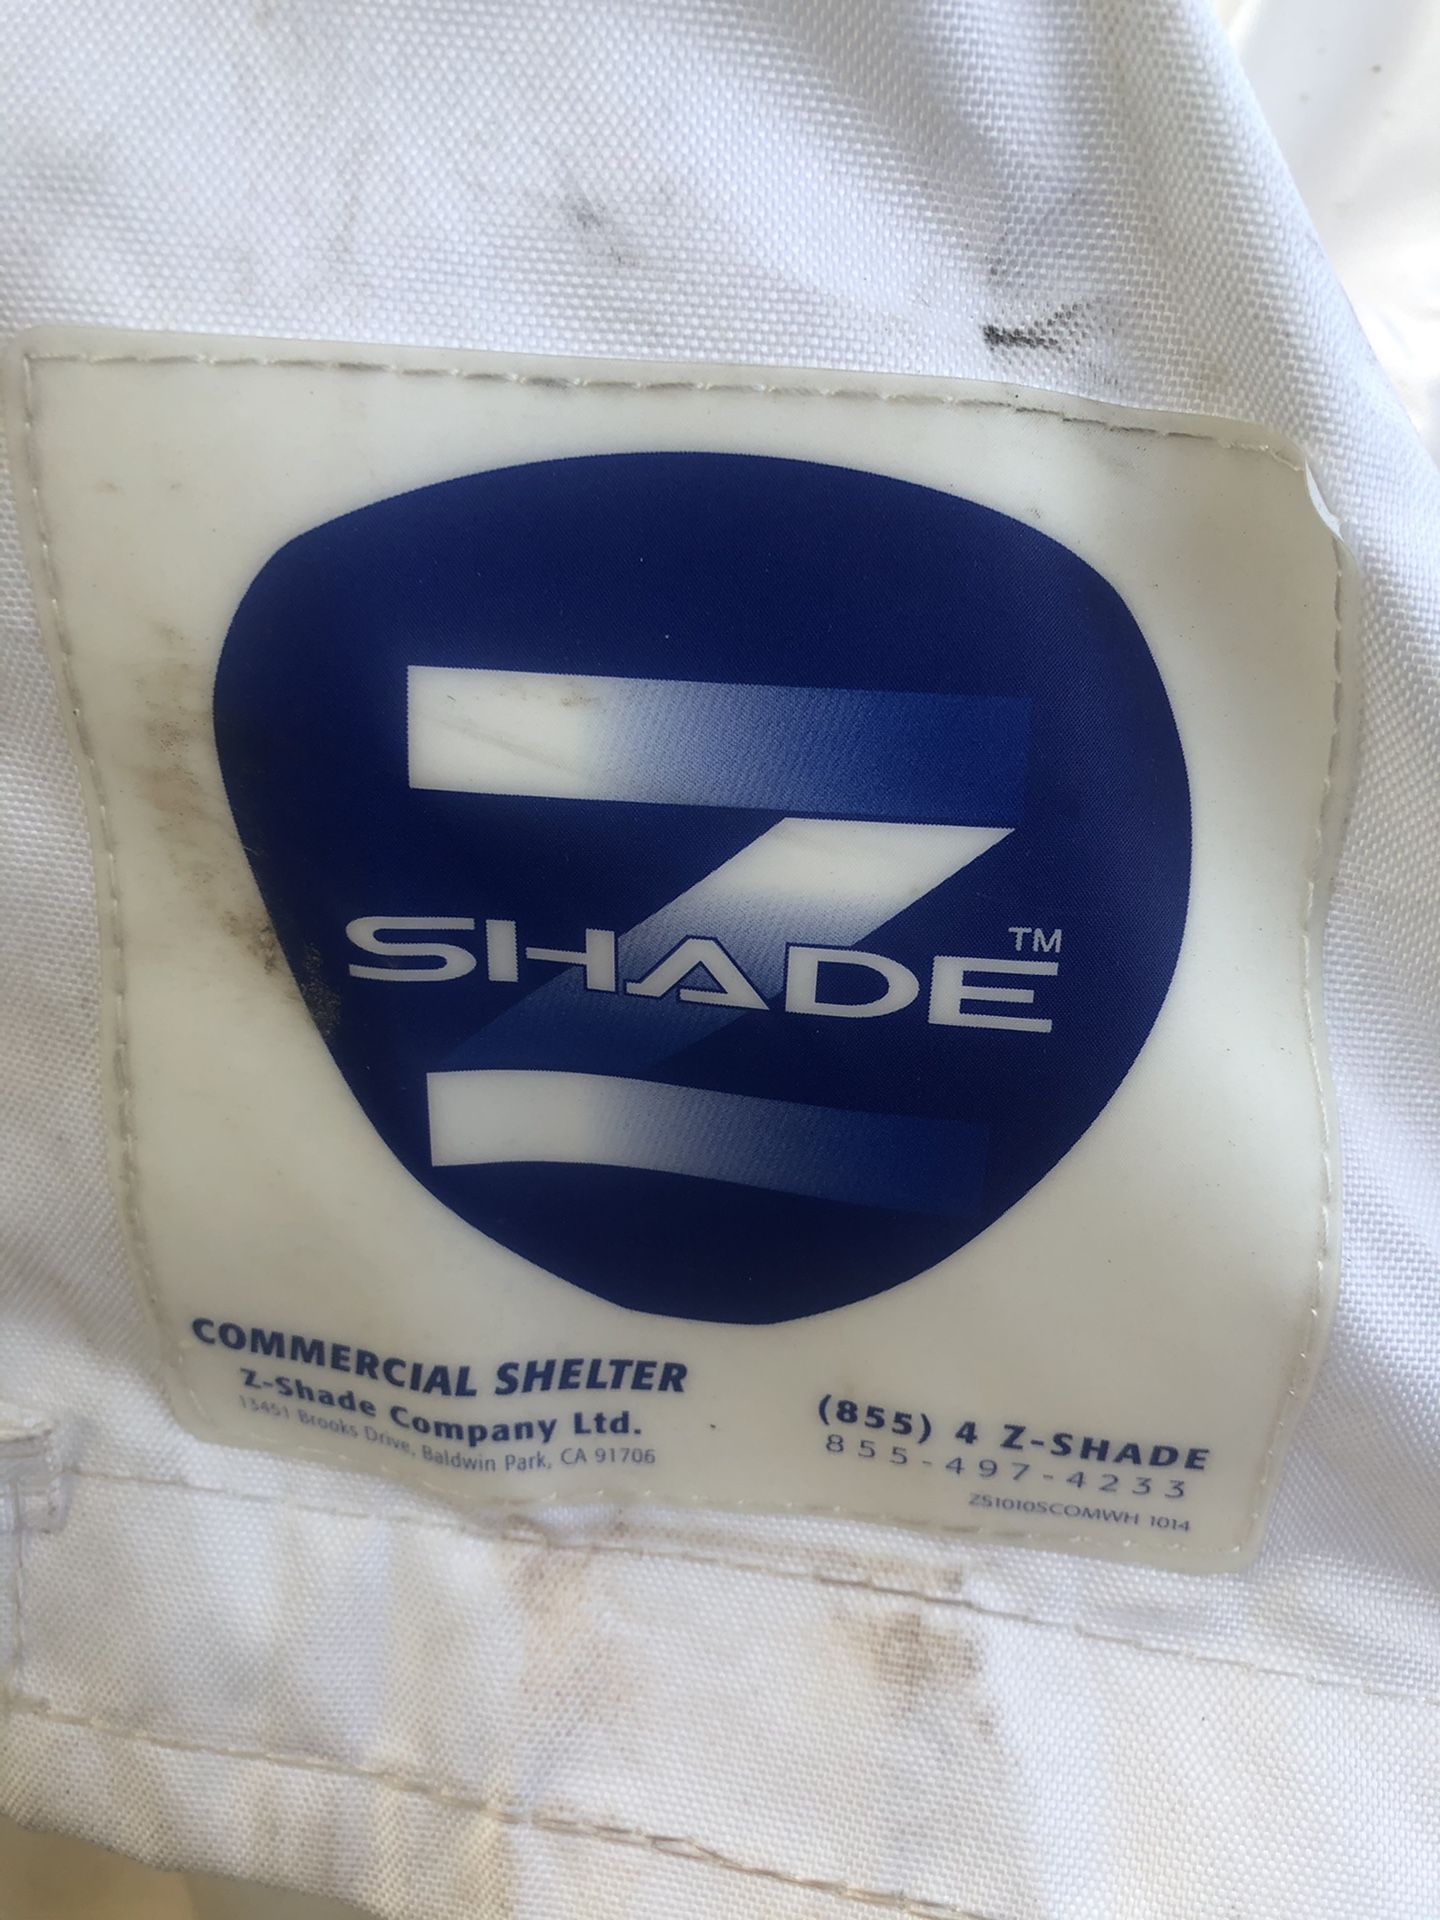 Z
SHADE™
COMMERCIAL SHELTER
Z-Shade Company Ltd.
13451 Brooks Drive, Baldwin Park, CA 91706
(855) 4 Z-SHADE
855-497-4233
ZS1010SCOMWH 1014